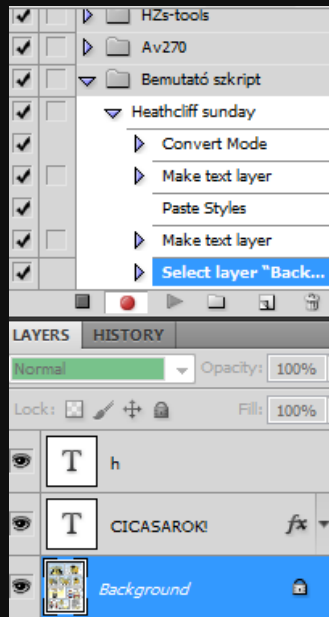 HZs-tools
Av270
Bemutató szkript
Heathcliff sunday
Convert Mode
Make text layer
Paste Styles
Make text layer
Select layer "Back...
LAYERS HISTORY
Normal Opacity: 100%
Lock: Fill: 100%
T h
T CICASAROK! fx
Background